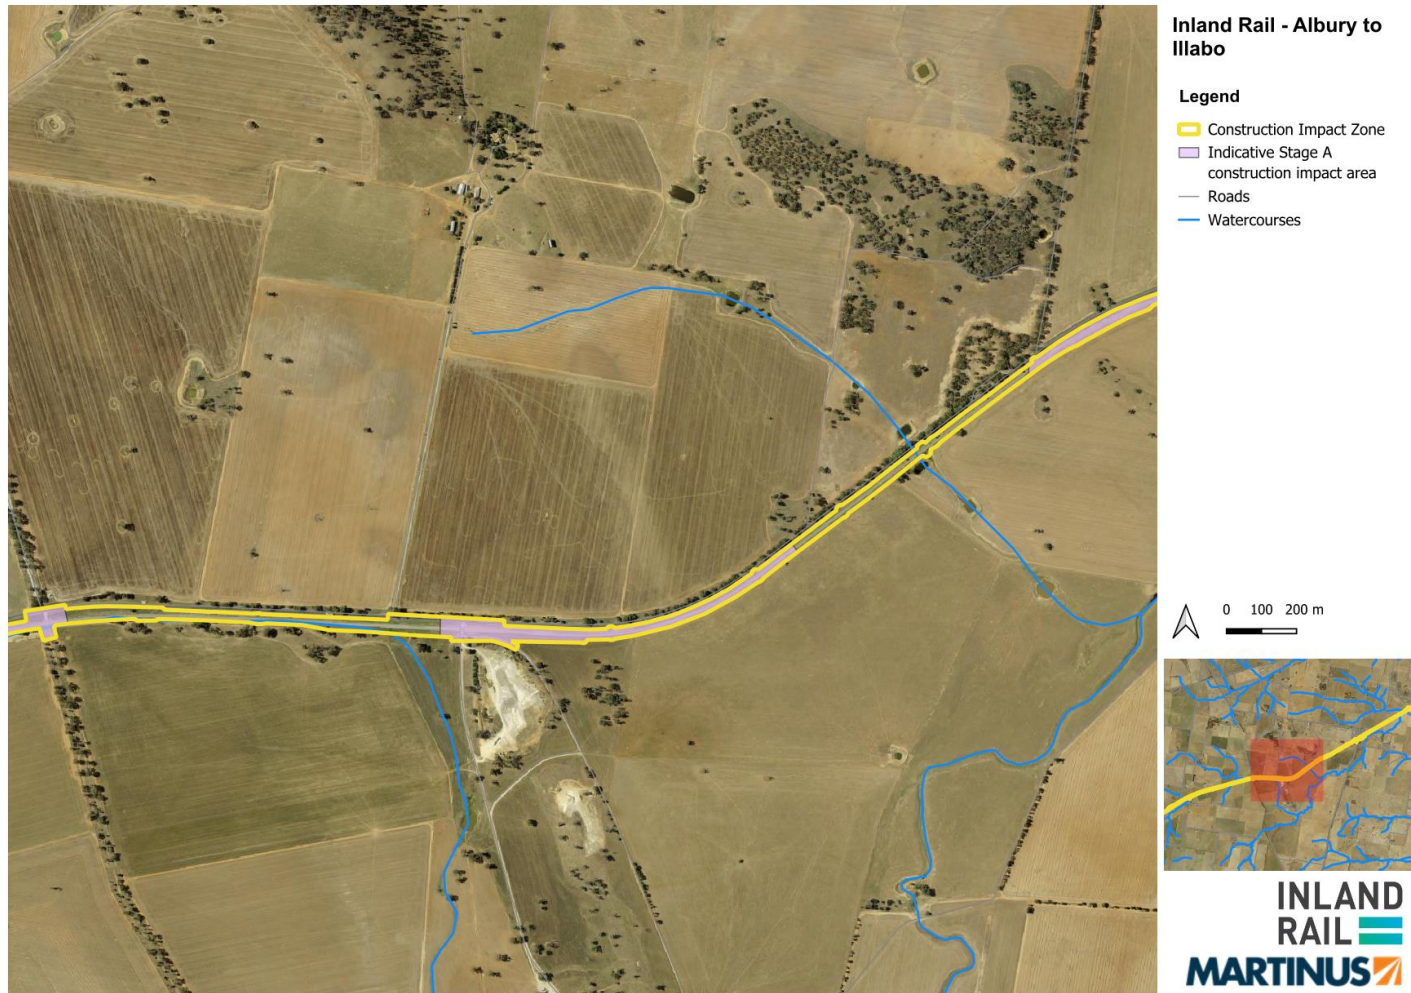 Inland Rail - Albury to
Illabo
Legend
Construction Impact Zone
Indicative Stage A
construction impact area
Roads
Watercourses
0 100 200 m
INLAND
RAIL
MARTINUS